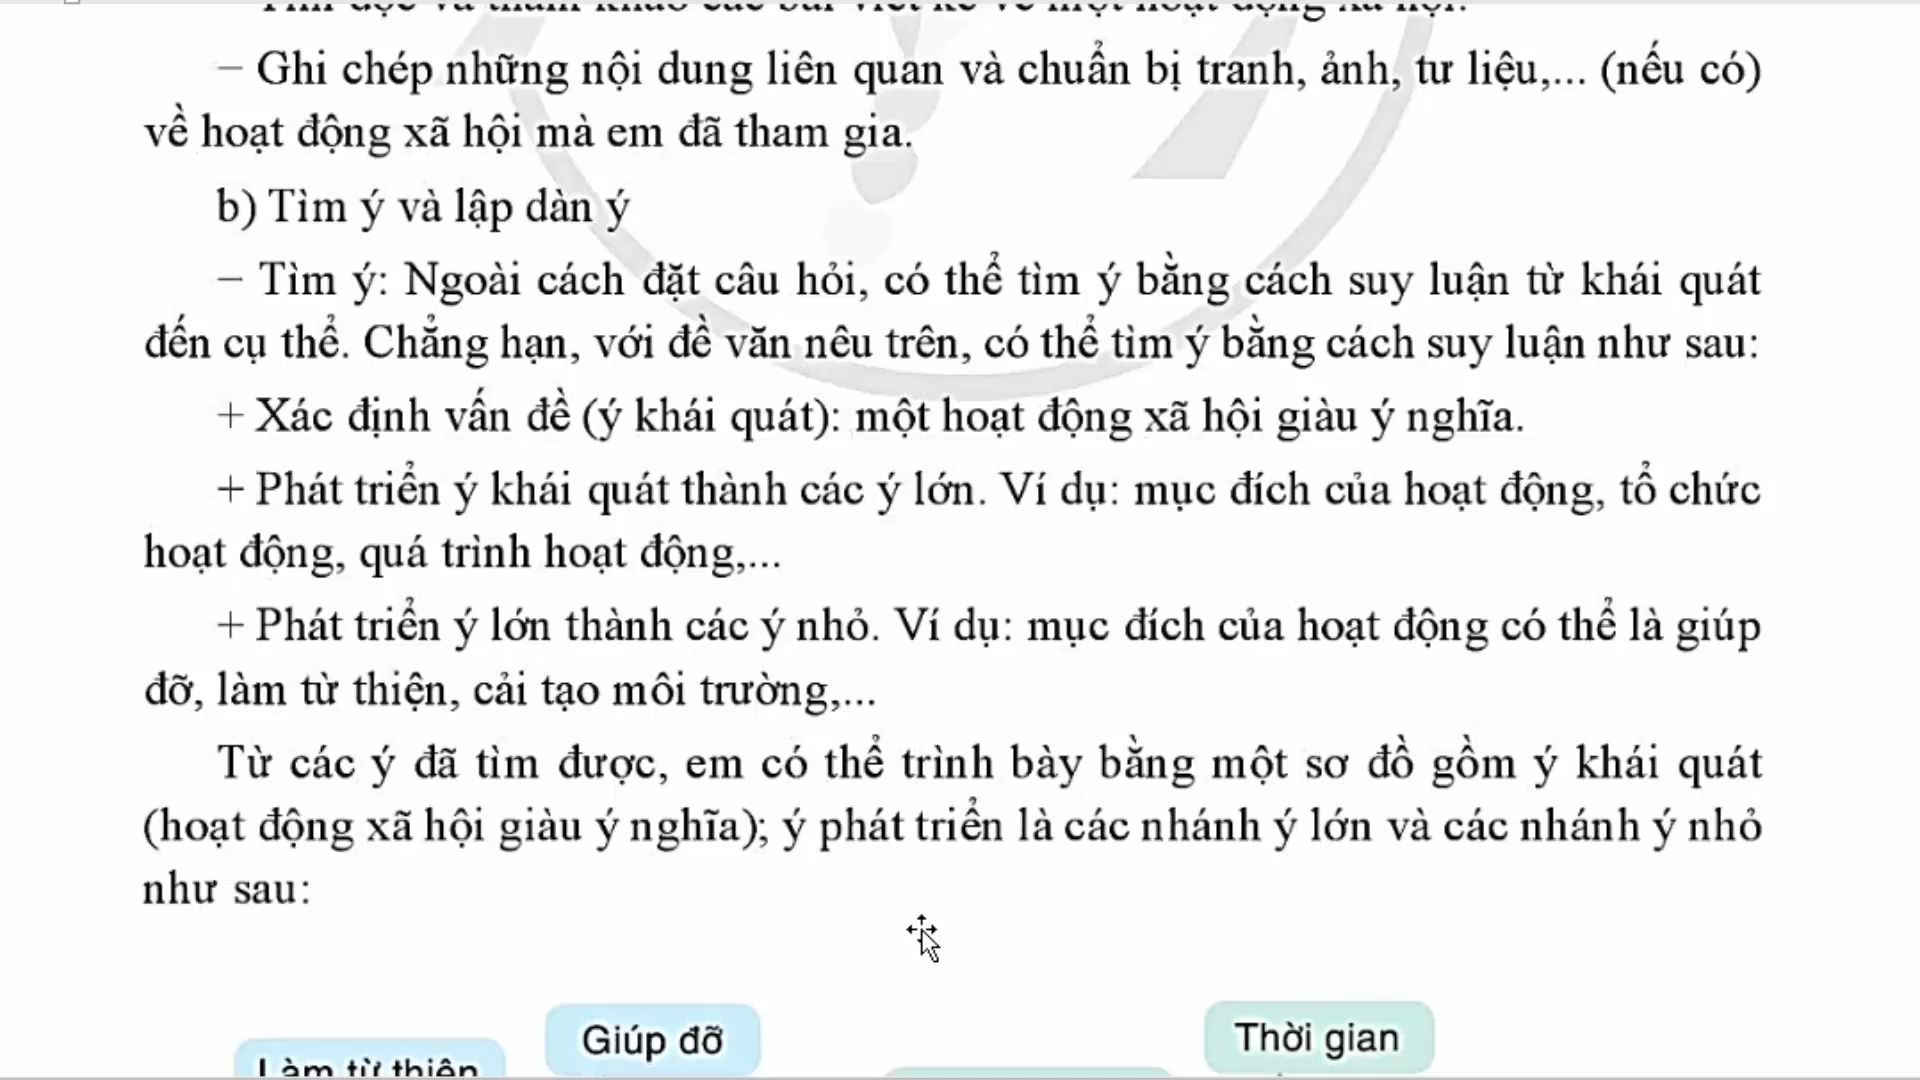 – Ghi chép những nội dung liên quan và chuẩn bị tranh, ảnh, tư liệu,... (nếu có)
về hoạt động xã hội mà em đã tham gia.
b) Tìm ý và lập dàn ý
– Tìm ý: Ngoài cách đặt câu hỏi, có thể tìm ý bằng cách suy luận từ khái quát
đến cụ thể. Chẳng hạn, với đề văn nêu trên, có thể tìm ý bằng cách suy luận như sau:
+ Xác định vấn đề (ý khái quát): một hoạt động xã hội giàu ý nghĩa.
+ Phát triển ý khái quát thành các ý lớn. Ví dụ: mục đích của hoạt động, tổ chức
hoạt động, quá trình hoạt động,...
+ Phát triển ý lớn thành các ý nhỏ. Ví dụ: mục đích của hoạt động có thể là giúp
đỡ, làm từ thiện, cải tạo môi trường,...
Từ các ý đã tìm được, em có thể trình bày bằng một sơ đồ gồm ý khái quát
(hoạt động xã hội giàu ý nghĩa); ý phát triển là các nhánh ý lớn và các nhánh ý nhỏ
như sau:
Giúp đỡ
Thời gian
Làm từ thiện